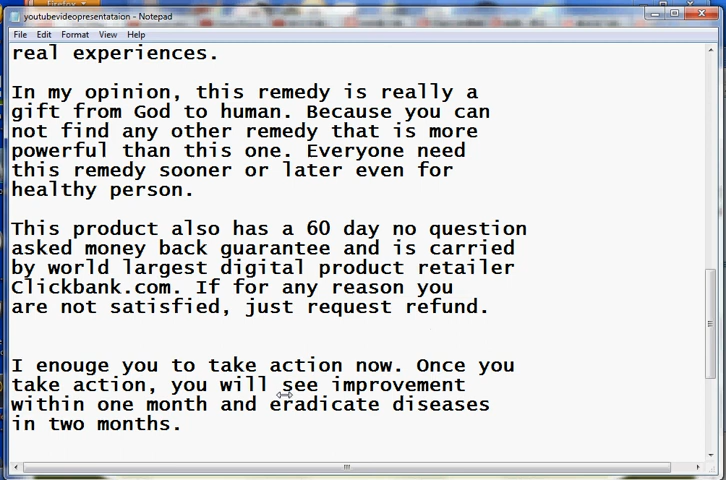 youtubevideopresentataion - Notepad
File Edit Format View Help
real experiences.
In my opinion, this remedy is really a
gift from God to human. Because you can
not find any other remedy that is more
powerful than this one. Everyone need
this remedy sooner or later even for
healthy person.
This product also has a 60 day no question
asked money back guarantee and is carried
by world largest digital product retailer
Clickbank.com. If for any reason you
are not satisfied, just request refund.
I enouge you to take action now. Once you
take action, you will see improvement
within one month and eradicate diseases
in two months.